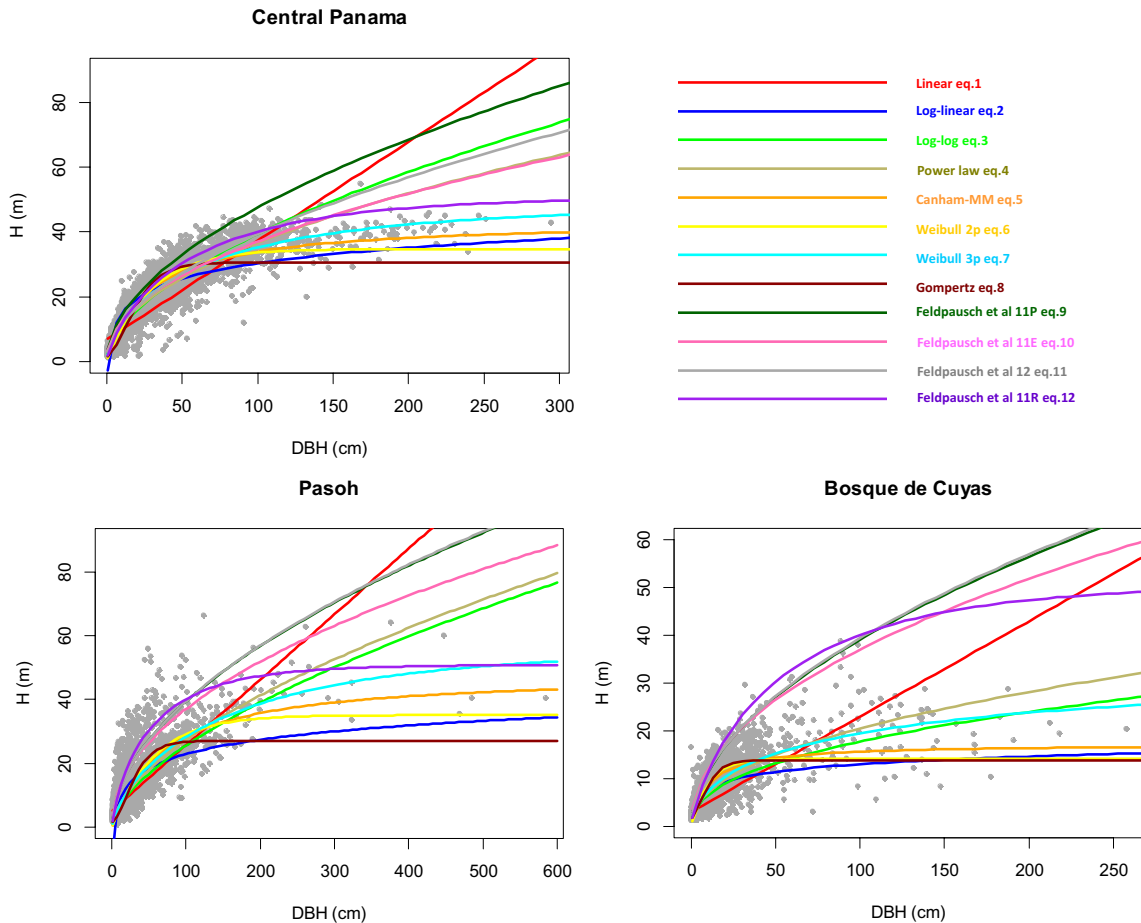 Central Panama
80
60
40
20
0
H (m)
0 50 100 150 200 250 300
DBH (cm)
Linear eq.1
Log-linear eq.2
Log-log eq.3
Power law eq.4
Canham-MM eq.5
Weibull 2p eq.6
Weibull 3p eq.7
Gompertz eq.8
Feldpausch et al 11P eq.9
Feldpausch et al 11E eq.10
Feldpausch et al 12 eq.11
Feldpausch et al 11R eq.12
Pasoh
80
60
40
20
0
H (m)
0 100 200 300 400 500 600
DBH (cm)
Bosque de Cuyas
60
50
40
30
20
10
0
H (m)
0 50 100 150 200 250
DBH (cm)